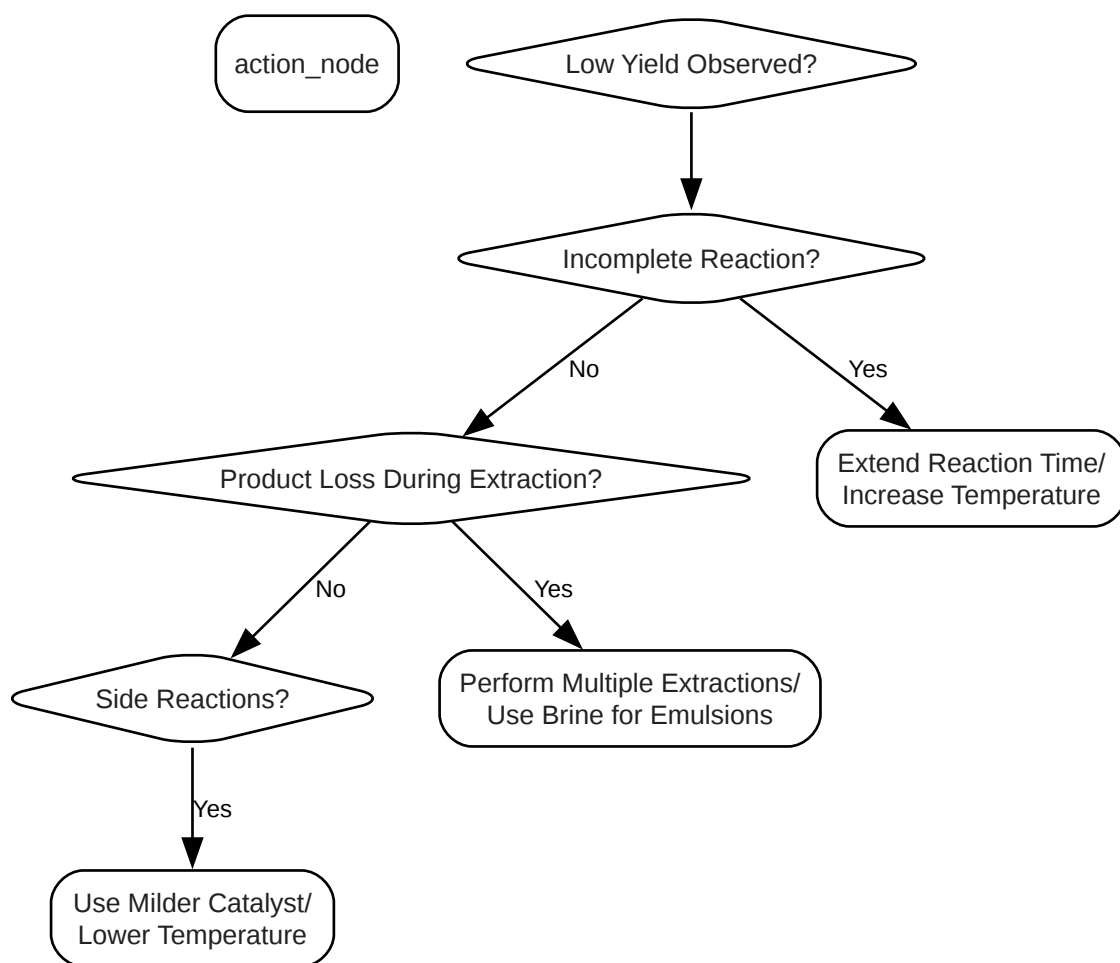 action_node
Low Yield Observed?
Incomplete Reaction?
No
Yes
Product Loss During Extraction?
Extend Reaction Time/
Increase Temperature
No
Yes
Side Reactions?
Perform Multiple Extractions/
Use Brine for Emulsions
Yes
Use Milder Catalyst/
Lower Temperature